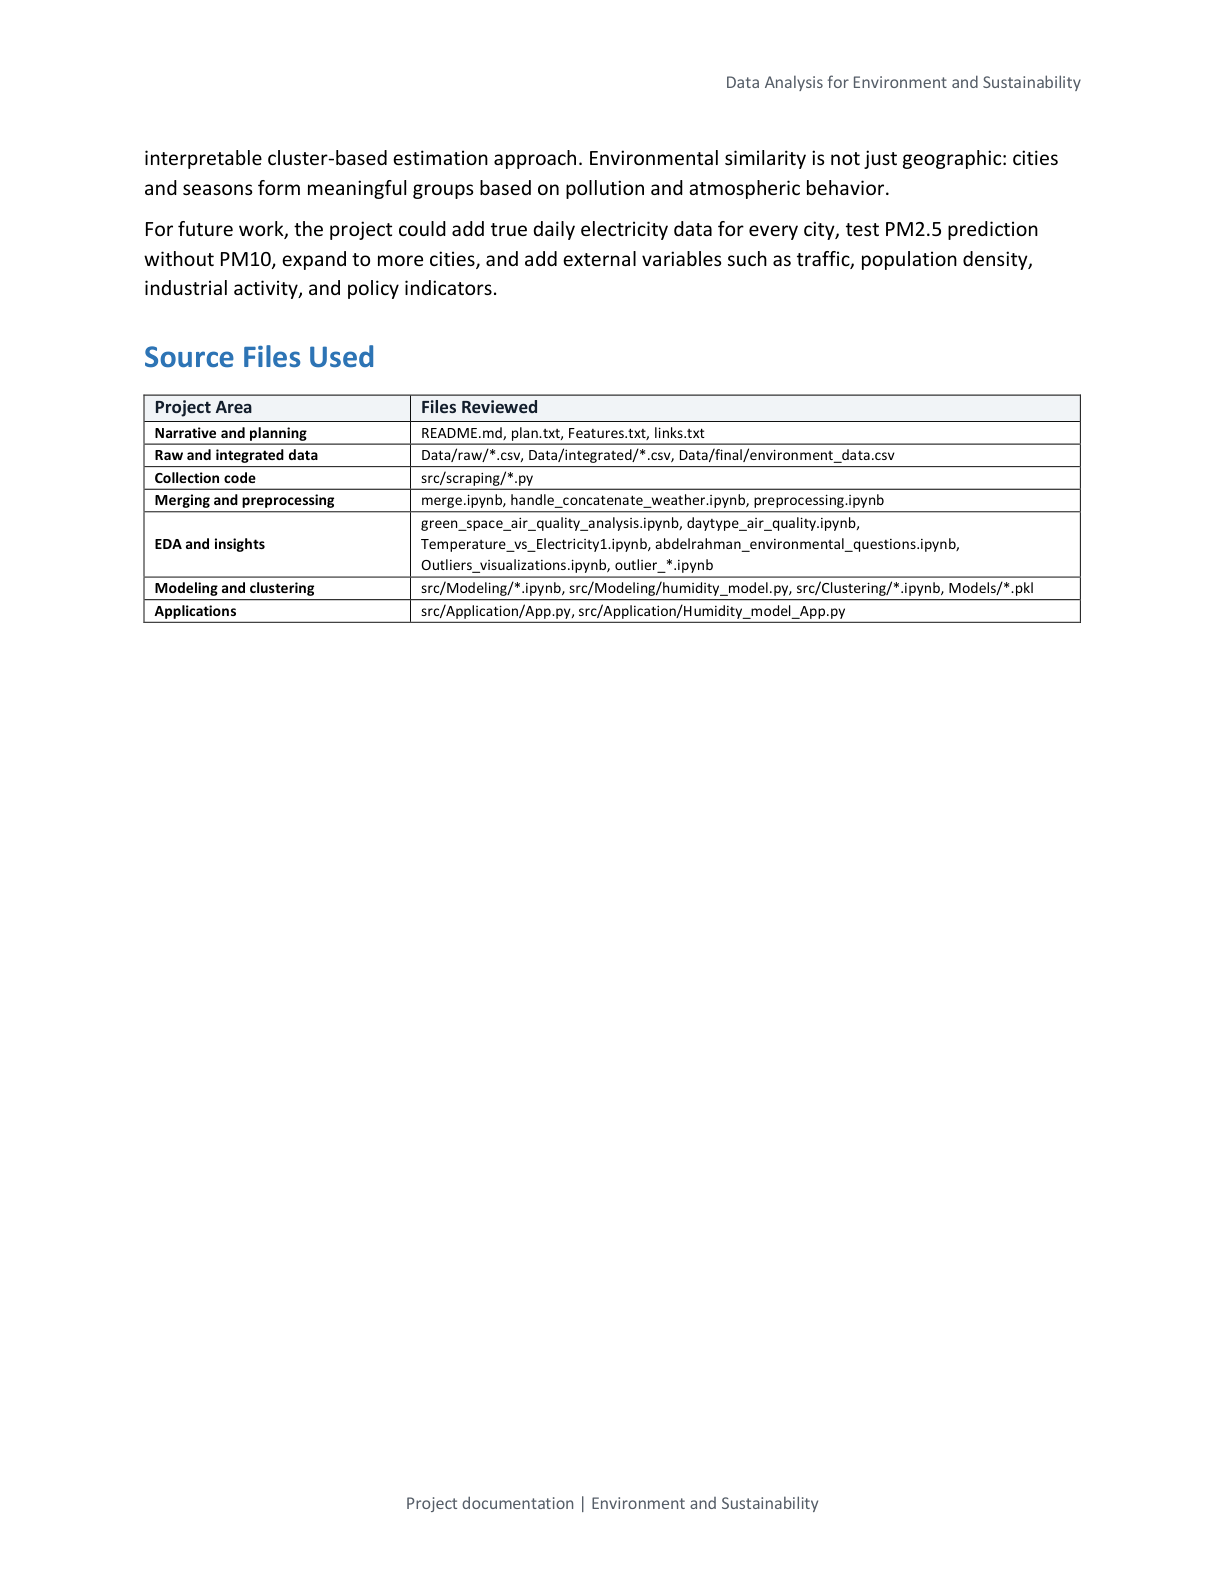 Data Analysis for Environment and Sustainability
interpretable cluster-based estimation approach. Environmental similarity is not just geographic: cities
and seasons form meaningful groups based on pollution and atmospheric behavior.
For future work, the project could add true daily electricity data for every city, test PM2.5 prediction
without PM10, expand to more cities, and add external variables such as traffic, population density,
industrial activity, and policy indicators.
Source Files Used
Project Area Files Reviewed
Narrative and planning README.md, plan.txt, Features.txt, links.txt
Raw and integrated data Data/raw/*.csv, Data/integrated/*.csv, Data/final/environment_data.csv
Collection code src/scraping/*.py
Merging and preprocessing merge.ipynb, handle_concatenate_weather.ipynb, preprocessing.ipynb
EDA and insights green_space_air_quality_analysis.ipynb, daytype_air_quality.ipynb,
Temperature_vs_Electricity1.ipynb, abdelrahman_environmental_questions.ipynb,
Outliers_visualizations.ipynb, outlier_*.ipynb
Modeling and clustering src/Modeling/*.ipynb, src/Modeling/humidity_model.py, src/Clustering/*.ipynb, Models/*.pkl
Applications src/Application/App.py, src/Application/Humidity_model_App.py
Project documentation | Environment and Sustainability